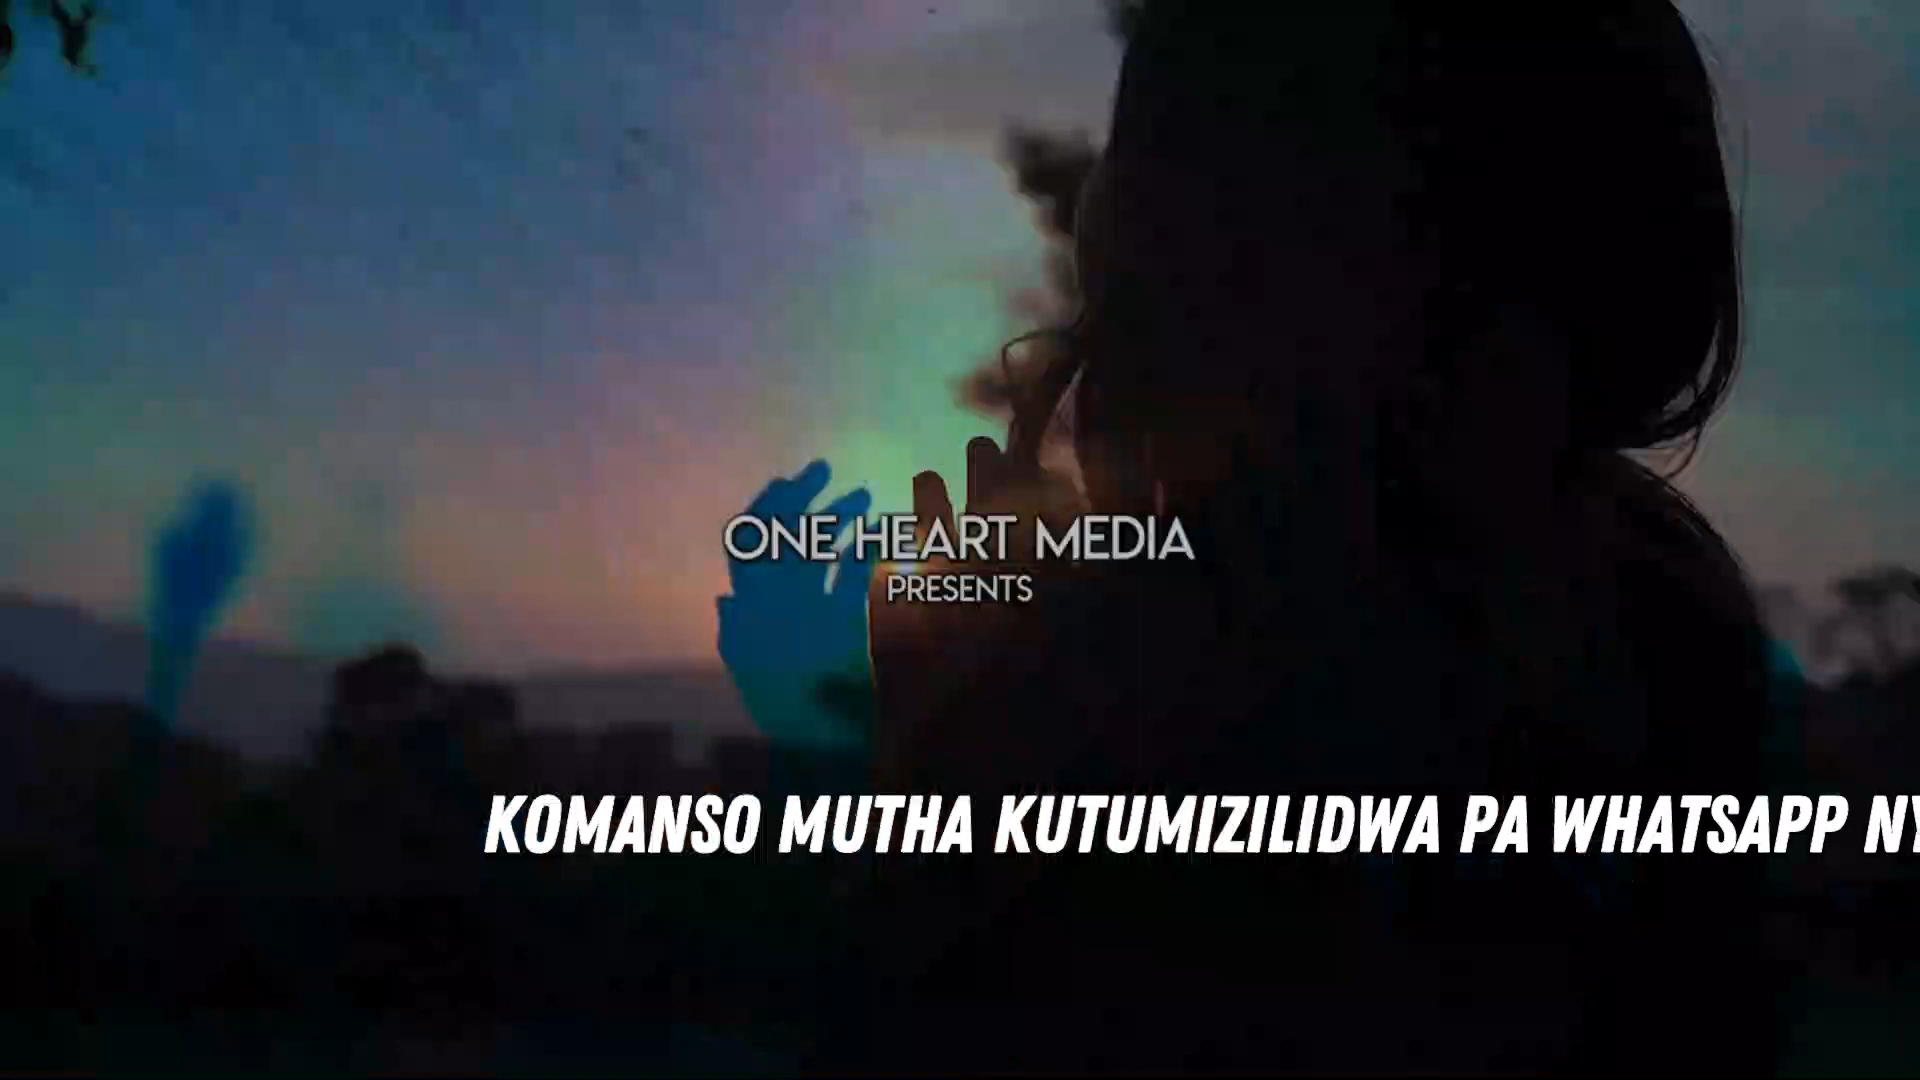 ONE HEART MEDIA
PRESENTS
KOMANSO MUTHA KUTUMIZILIDWA PA WHATSAPP